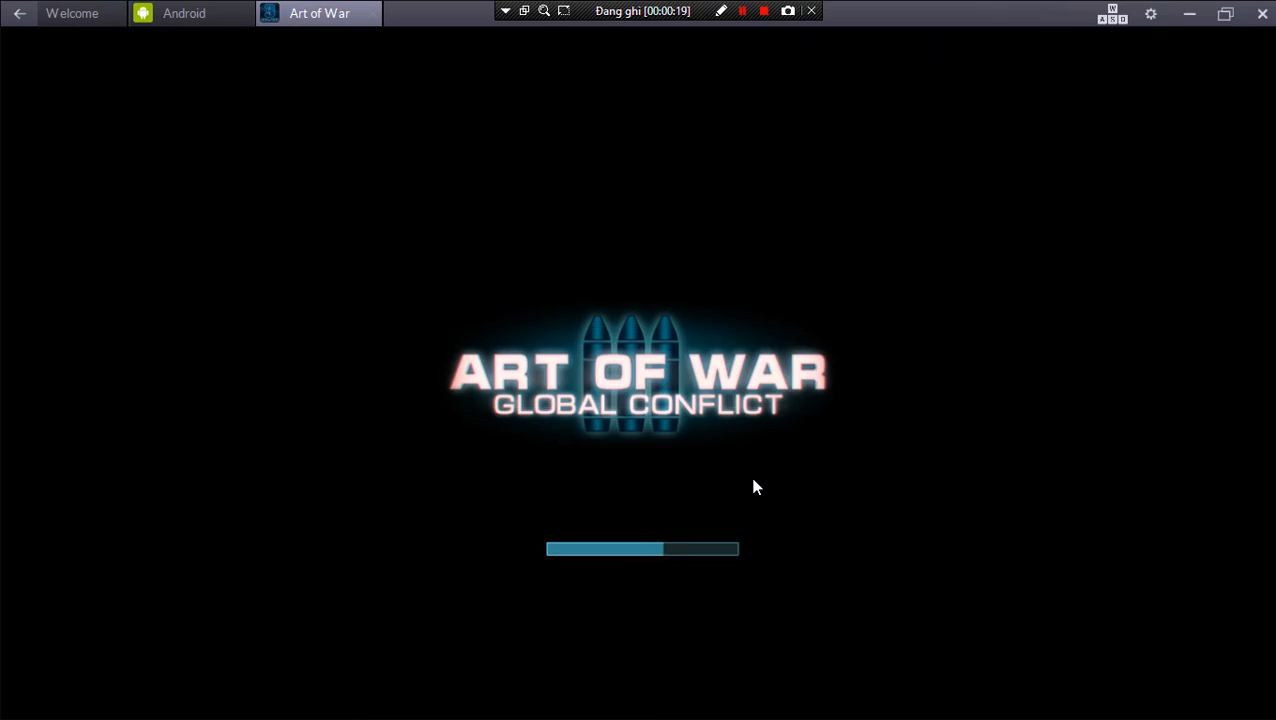 Welcome
Android
Art of War
Đang ghi [00:00:19]
W
A S D
ART OF WAR
GLOBAL CONFLICT